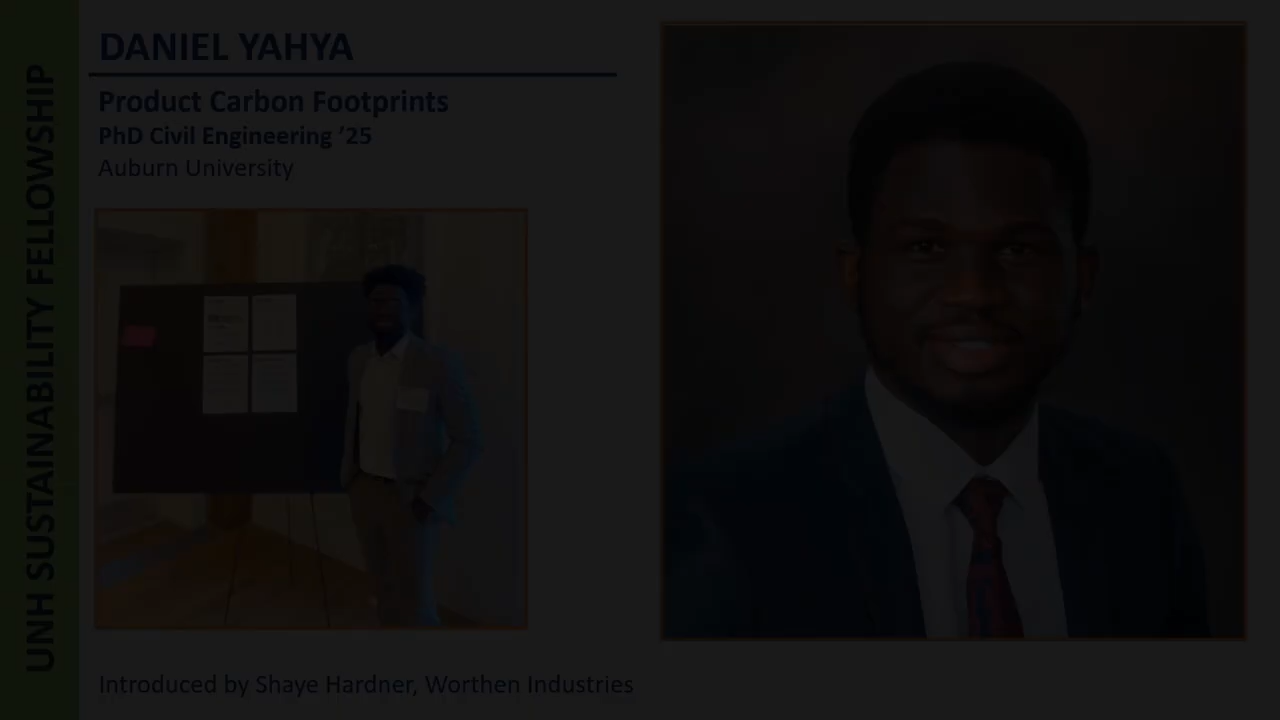 UNH SUSTAINABILITY FELLOWSHIP
DANIEL YAHYA
Product Carbon Footprints
PhD Civil Engineering ’25
Auburn University
Introduced by Shaye Hardner, Worthen Industries